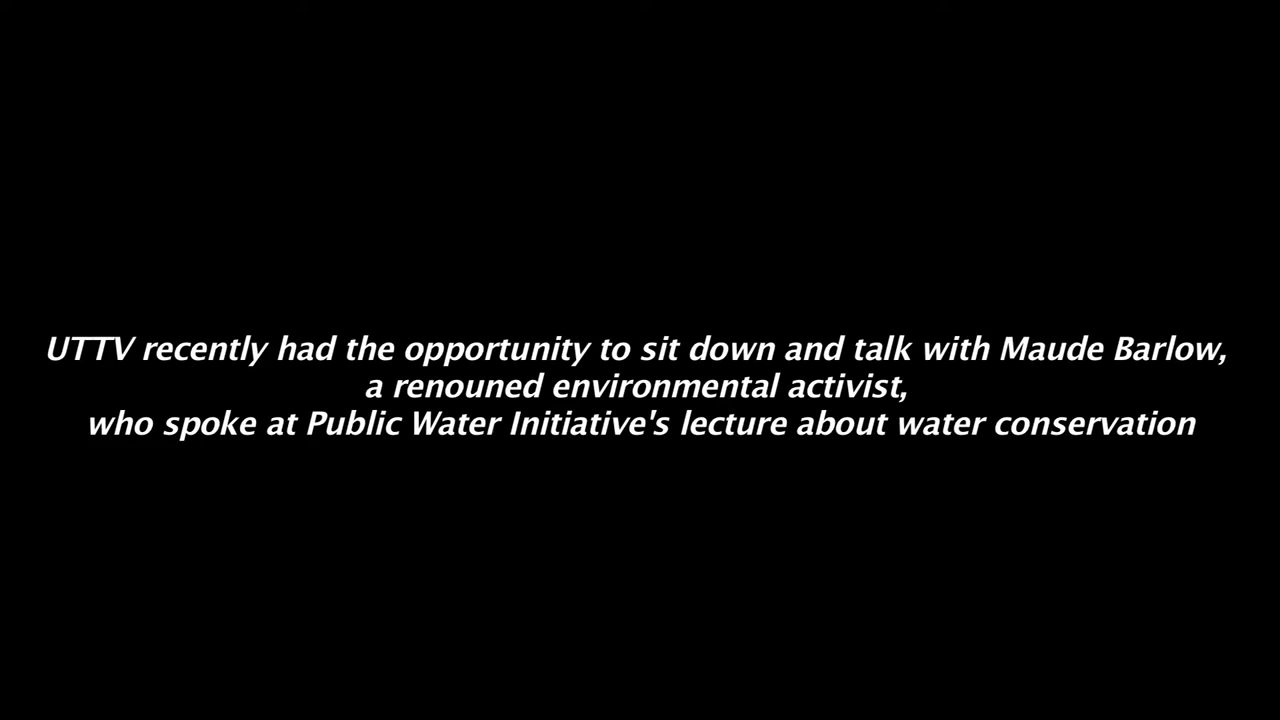 UTTV recently had the opportunity to sit down and talk with Maude Barlow,
a renouned environmental activist,
who spoke at Public Water Initiative's lecture about water conservation